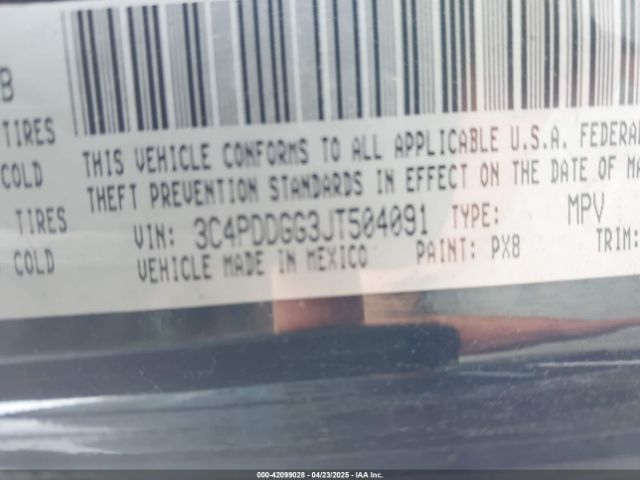 B
TIRES
COLD
TIRES
COLD
THIS VEHICLE CONFORMS TO ALL APPLICABLE U.S.A. FEDERAL
THEFT PREVENTION STANDARDS IN EFFECT ON THE DATE OF MA
VIN: 3C4PDDGG3JT504091 TYPE: MPV
VEHICLE MADE IN MEXICO PAINT: PX8 TRIM:
000-42099028 - 04/23/2025 - IAA Inc.